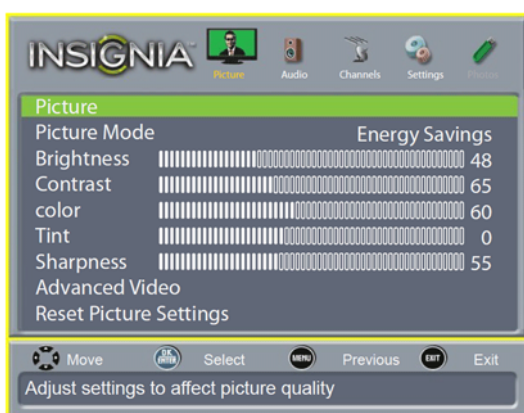 INSIGNIA
Picture Audio Channels Settings Photos
Picture
Picture Mode Energy Savings
Brightness 48
Contrast 65
color 60
Tint 0
Sharpness 55
Advanced Video
Reset Picture Settings
Move OK ENTER Select MENU Previous EXIT Exit
Adjust settings to affect picture quality